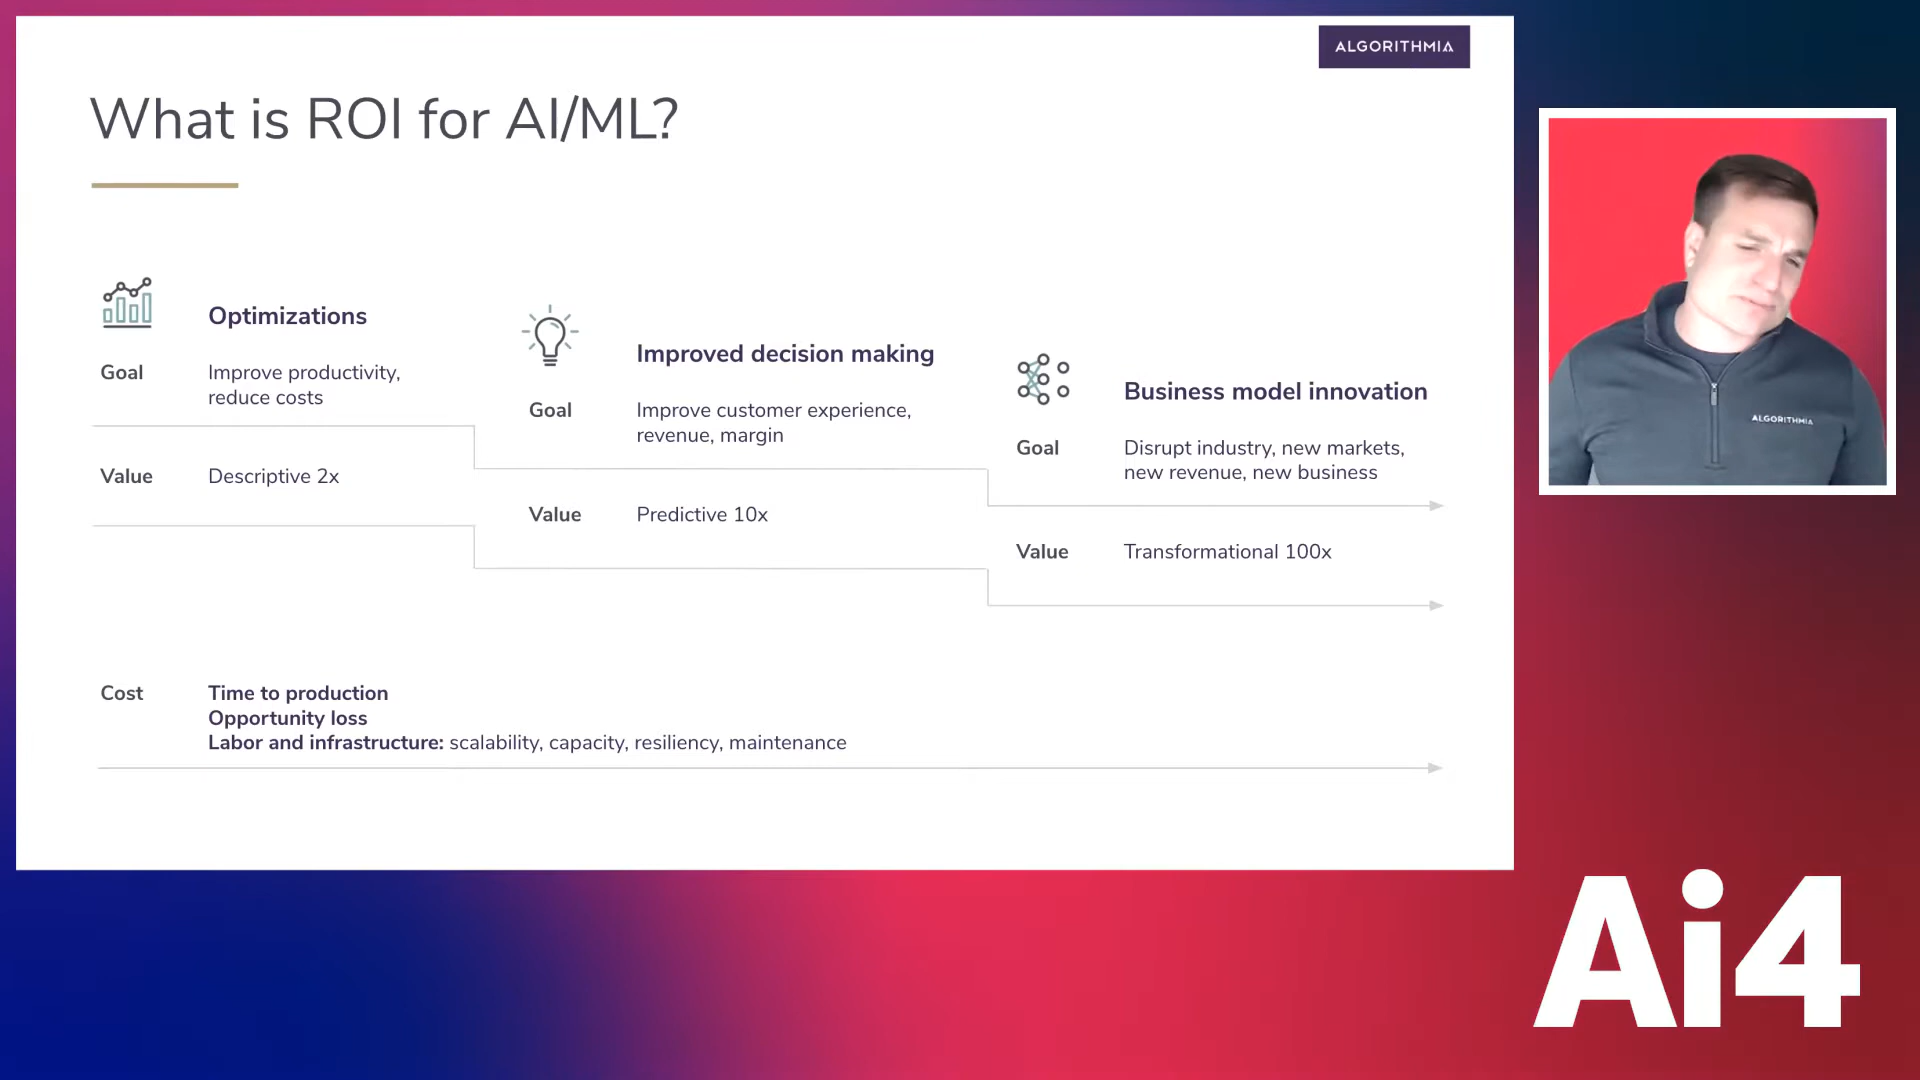 ALGORITHMIA
What is ROI for AI/ML?
Optimizations
Goal
Improve productivity,
reduce costs
Value
Descriptive 2x
Improved decision making
Goal
Improve customer experience,
revenue, margin
Value
Predictive 10x
Business model innovation
Goal
Disrupt industry, new markets,
new revenue, new business
Value
Transformational 100x
Cost
Time to production
Opportunity loss
Labor and infrastructure: scalability, capacity, resiliency, maintenance
ALGORITHMIA
Ai4